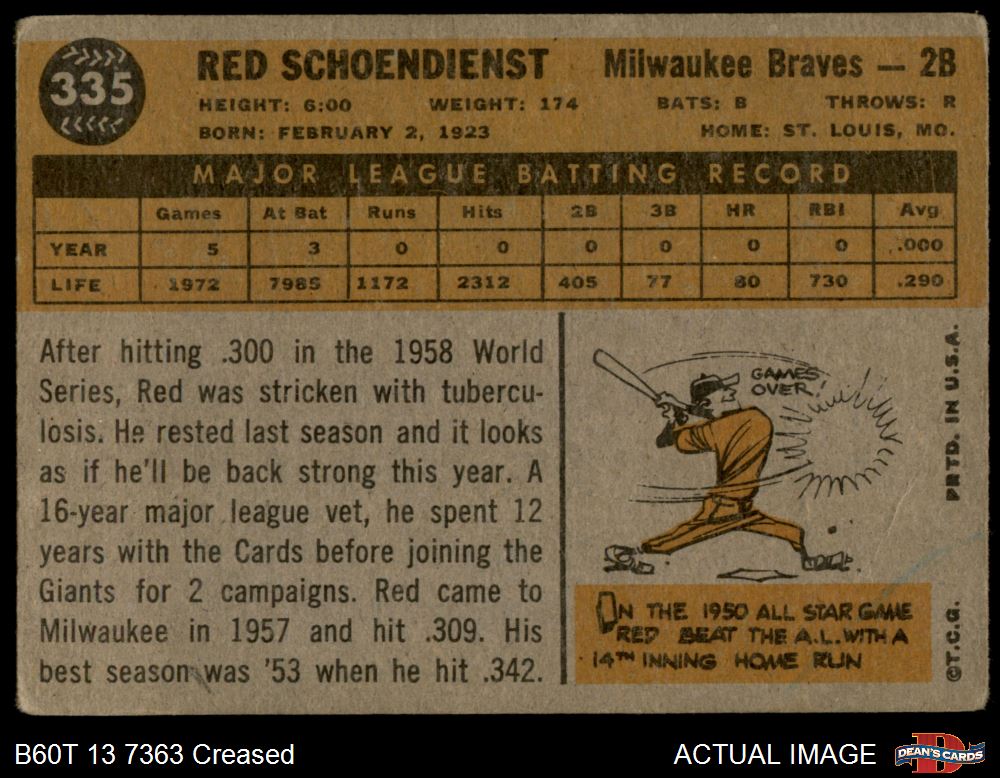 335
RED SCHOENDIENST Milwaukee Braves — 2B
HEIGHT: 6:00 WEIGHT: 174 BATS: B THROWS: R
BORN: FEBRUARY 2, 1923 HOME: ST. LOUIS, MO.
MAJOR LEAGUE BATTING RECORD
Games At Bat Runs Hits 2B 3B HR RBI Avg
YEAR 5 3 0 0 0 0 0 0 .000
LIFE 1972 7985 1172 2312 405 77 80 730 .290
After hitting .300 in the 1958 World
Series, Red was stricken with tubercu-
losis. He rested last season and it looks
as if he'll be back strong this year. A
16-year major league vet, he spent 12
years with the Cards before joining the
Giants for 2 campaigns. Red came to
Milwaukee in 1957 and hit .309. His
best season was '53 when he hit .342.
GAMES
OVER!
IN THE 1950 ALL STAR GAME
RED BEAT THE A.L. WITH A
14TH INNING HOME RUN
PRTD. IN U.S.A.
©T.C.G.
B60T 13 7363 Creased ACTUAL IMAGE DEAN'S CARDS